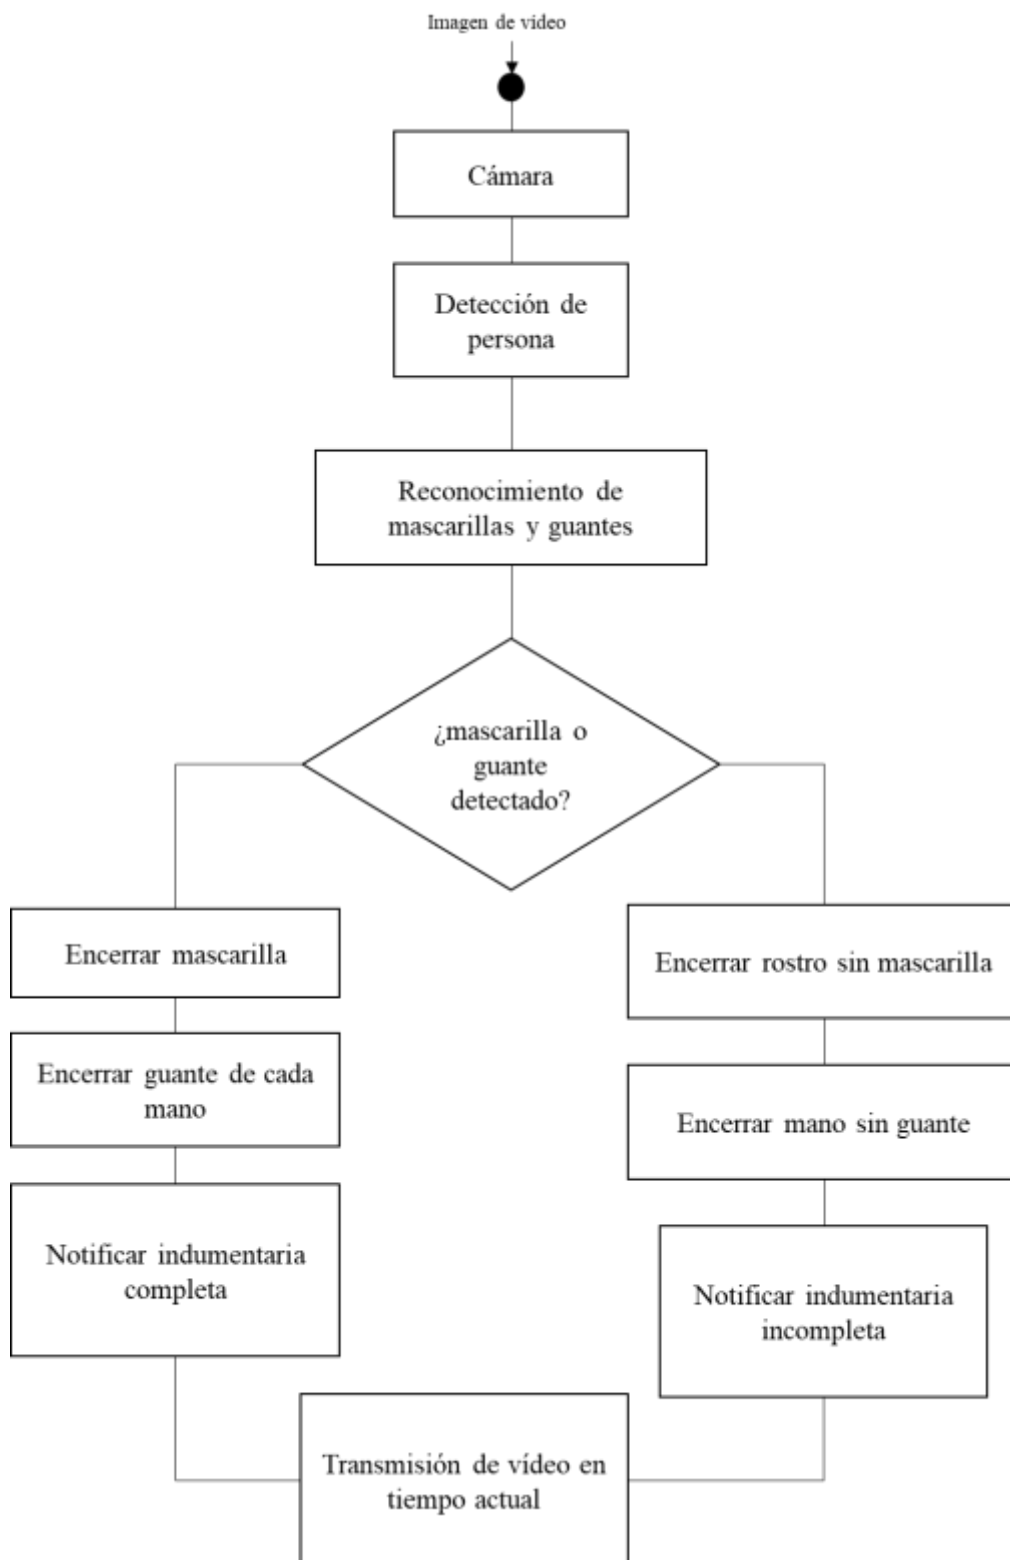 Imagen de video
Cámara
Detección de
persona
Reconocimiento de
mascarillas y guantes
¿mascarilla o
guante
detectado?
Encerrar mascarilla
Encerrar guante de cada
mano
Notificar indumentaria
completa
Encerrar rostro sin mascarilla
Encerrar mano sin guante
Notificar indumentaria
incompleta
Transmisión de vídeo en
tiempo actual